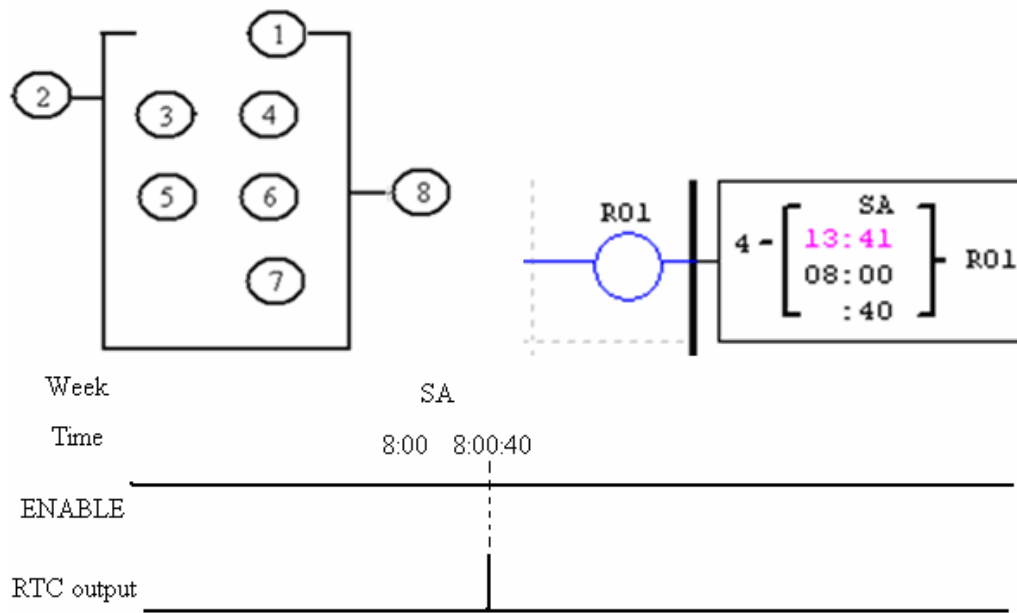 1
2
3 4
5 6
8
7
R01
4 - SA
13:41
08:00
:40
R01
Week SA
Time 8:00 8:00:40
ENABLE
RTC output